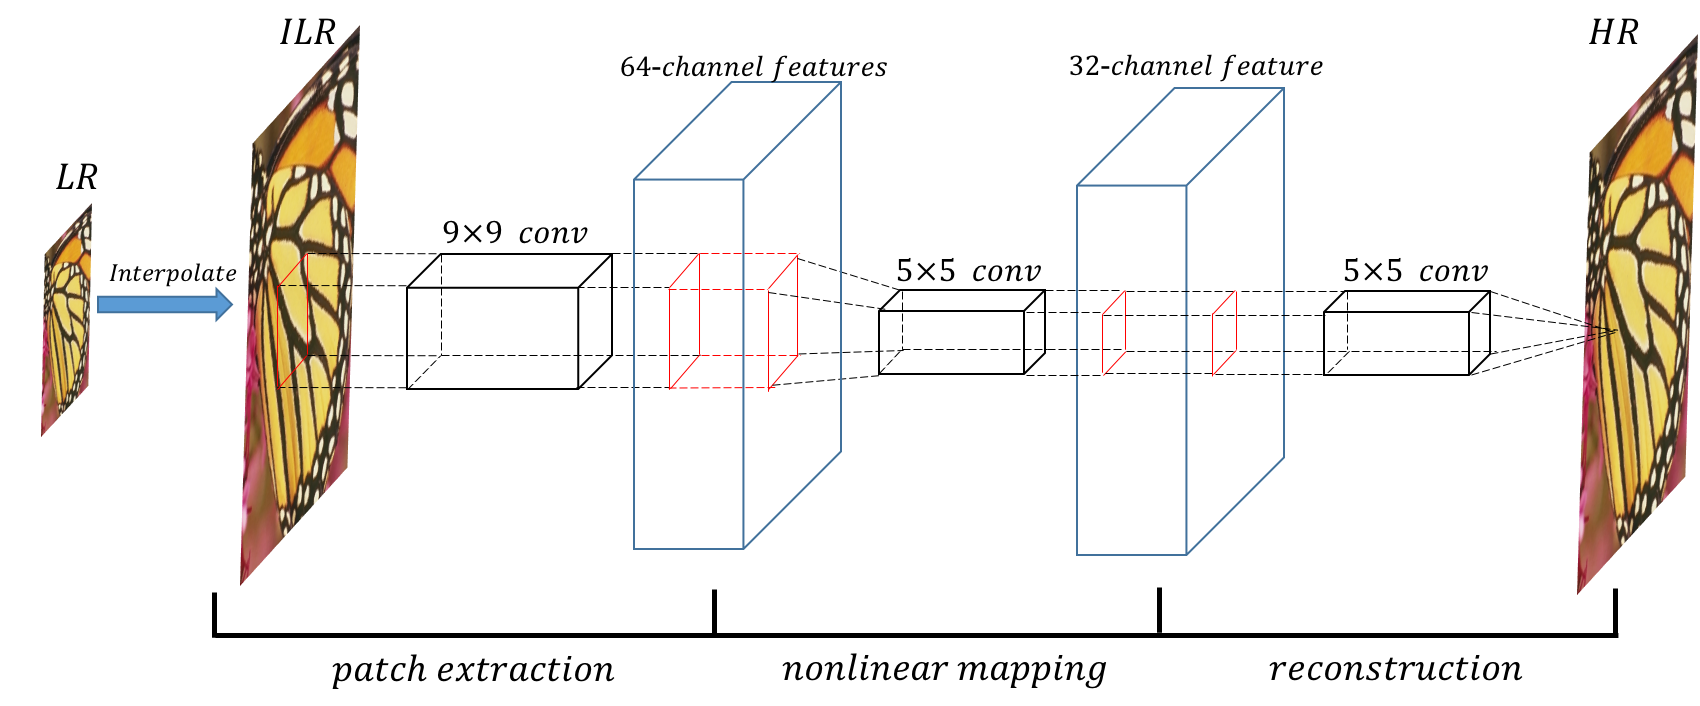 ILR
HR
64-channel features
32-channel feature
LR
9×9 conv
Interpolate
5×5 conv
5×5 conv
patch extraction
nonlinear mapping
reconstruction